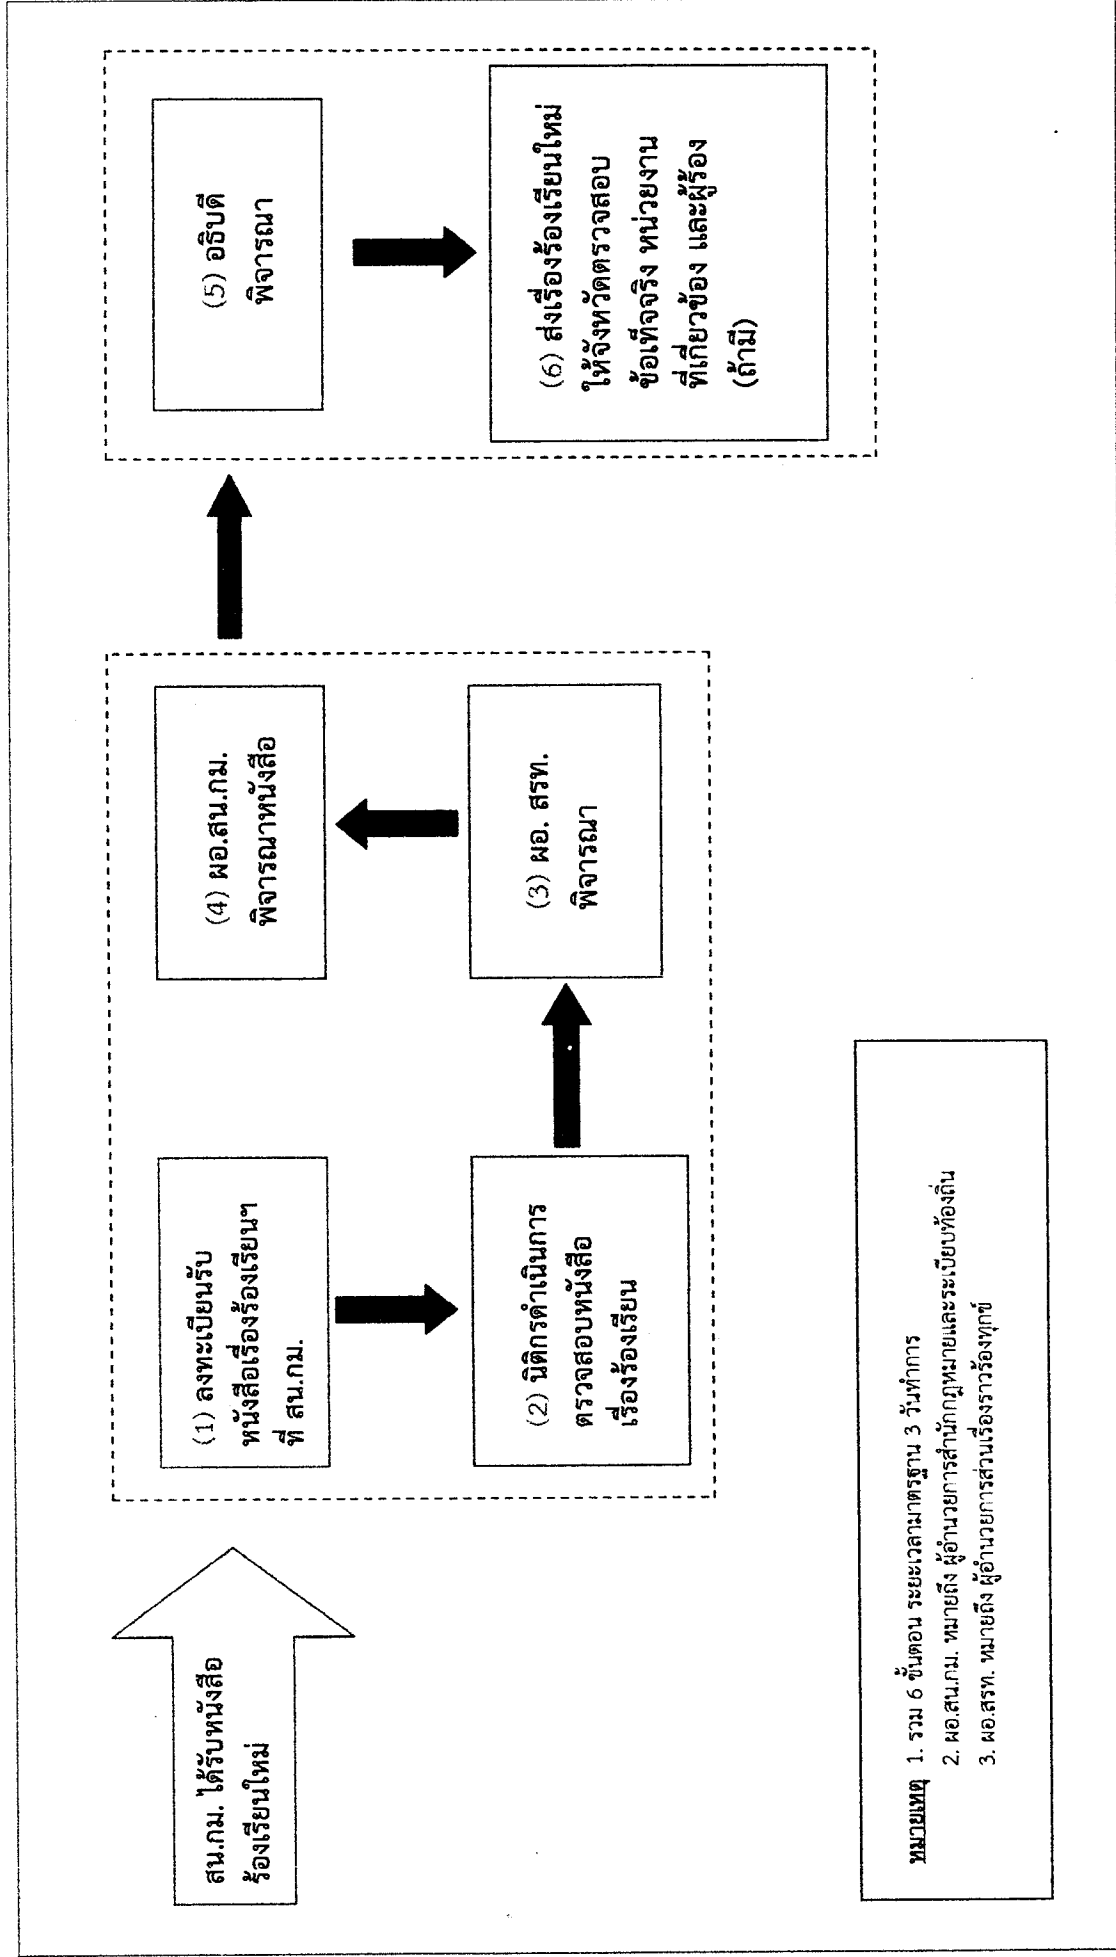 สน.กม. ได้รับหนังสือ
ร้องเรียนใหม่
(1) ลงทะเบียนรับ
หนังสือเรื่องร้องเรียนฯ
ที่ สน.กม.
(2) นิติกรดำเนินการ
ตรวจสอบหนังสือ
เรื่องร้องเรียน
(3) ผอ. สรท.
พิจารณา
(4) ผอ.สน.กม.
พิจารณาหนังสือ
(5) อธิบดี
พิจารณา
(6) ส่งเรื่องร้องเรียนใหม่
ให้จังหวัดตรวจสอบ
ข้อเท็จจริง หน่วยงาน
ที่เกี่ยวข้อง และผู้ร้อง
(ถ้ามี)
หมายเหตุ 1. รวม 6 ขั้นตอน ระยะเวลามาตรฐาน 3 วันทำการ
2. ผอ.สน.กม. หมายถึง ผู้อำนวยการสำนักกฎหมายและระเบียบท้องถิ่น
3. ผอ.สรท. หมายถึง ผู้อำนวยการส่วนเรื่องราวร้องทุกข์